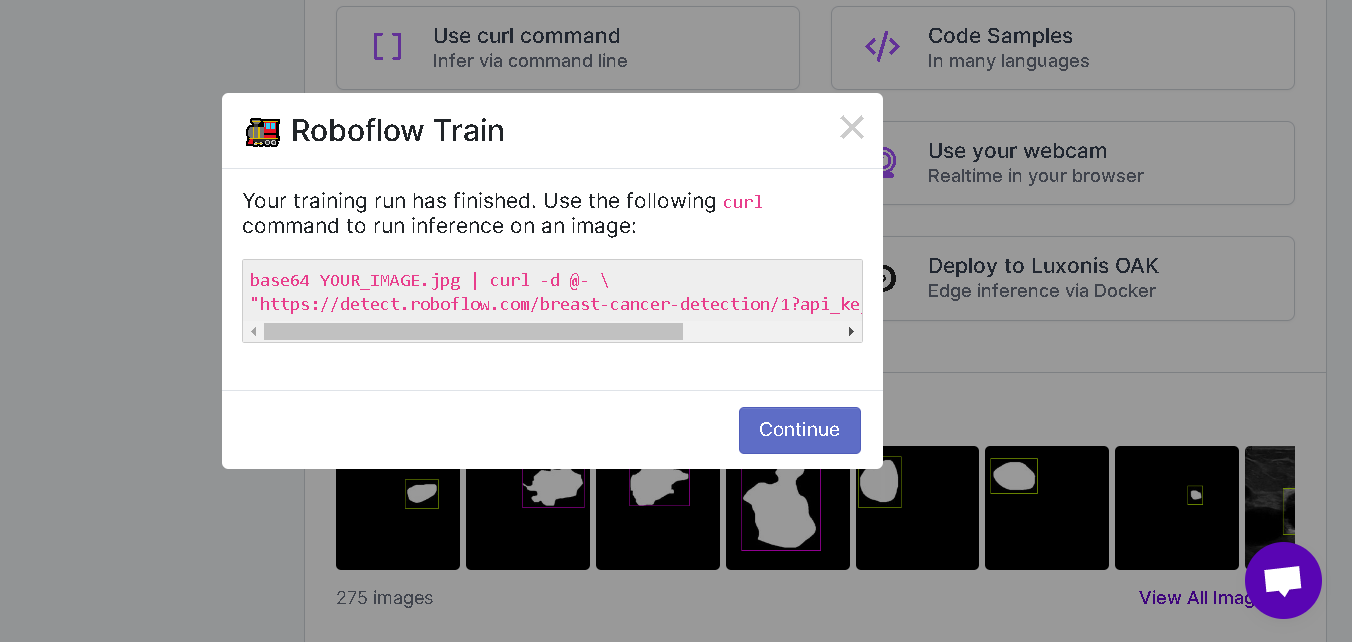 Use curl command
Infer via command line
Code Samples
In many languages
Roboflow Train
Use your webcam
Realtime in your browser
Your training run has finished. Use the following curl
command to run inference on an image:
base64 YOUR_IMAGE.jpg | curl -d @- \
"https://detect.roboflow.com/breast-cancer-detection/1?api_ke
Deploy to Luxonis OAK
Edge inference via Docker
Continue
275 images
View All Imag